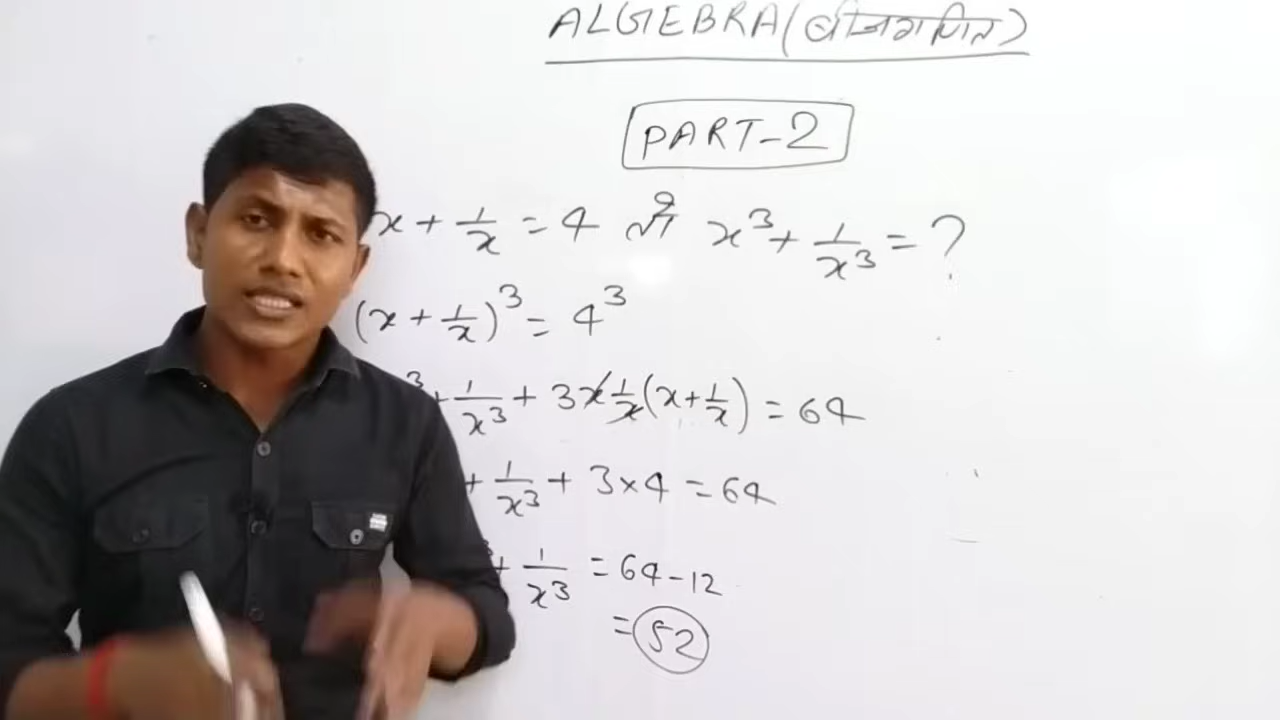 ALGEBRA (बीजगणित)
PART-2
x + 1/x = 4 तो x³ + 1/x³ = ?
(x + 1/x)³ = 4³
³ + 1/x³ + 3x 1/x (x + 1/x) = 64
+ 1/x³ + 3×4 = 64
+ 1/x³ = 64 - 12
= 52